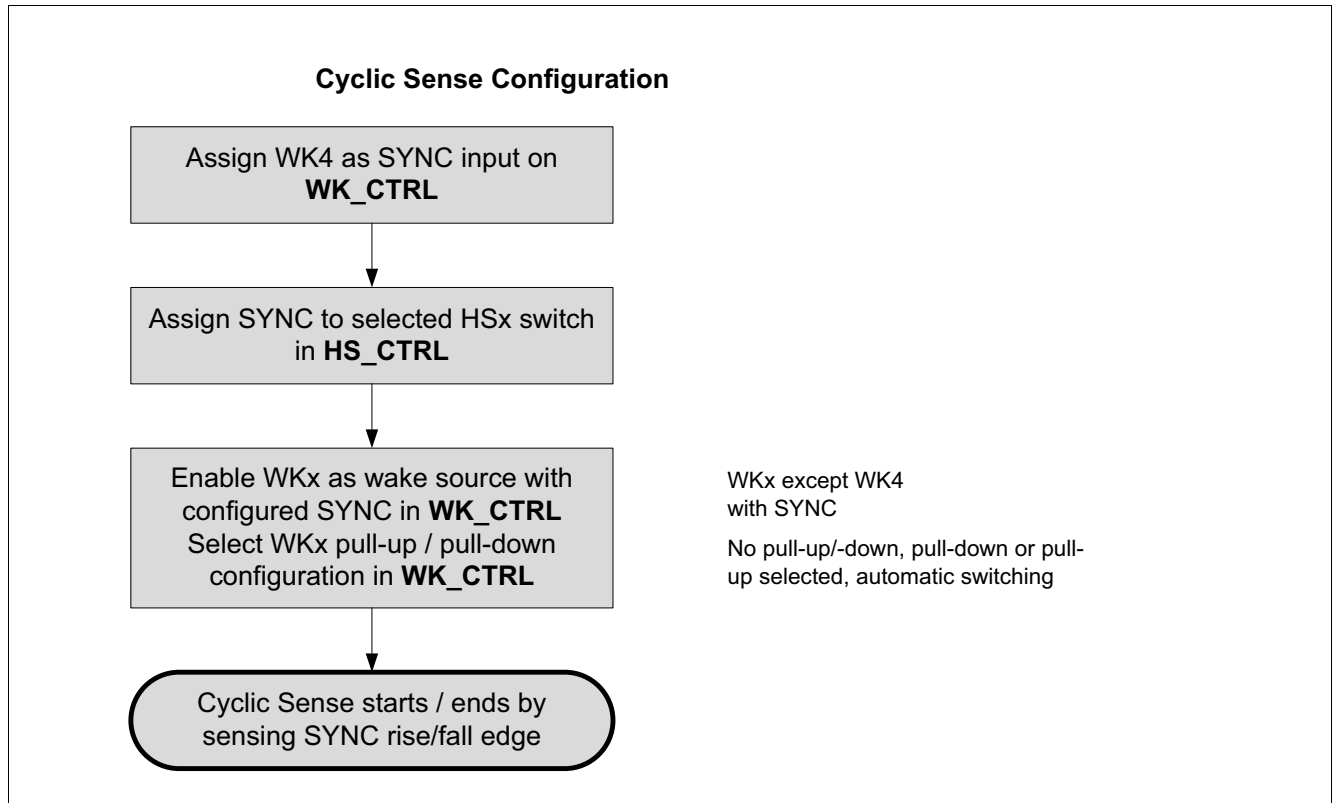 Cyclic Sense Configuration
Assign WK4 as SYNC input on
WK_CTRL
Assign SYNC to selected HSx switch
in HS_CTRL
Enable WKx as wake source with
configured SYNC in WK_CTRL
Select WKx pull-up / pull-down
configuration in WK_CTRL
WKx except WK4
with SYNC
No pull-up/-down, pull-down or pull-
up selected, automatic switching
Cyclic Sense starts / ends by
sensing SYNC rise/fall edge